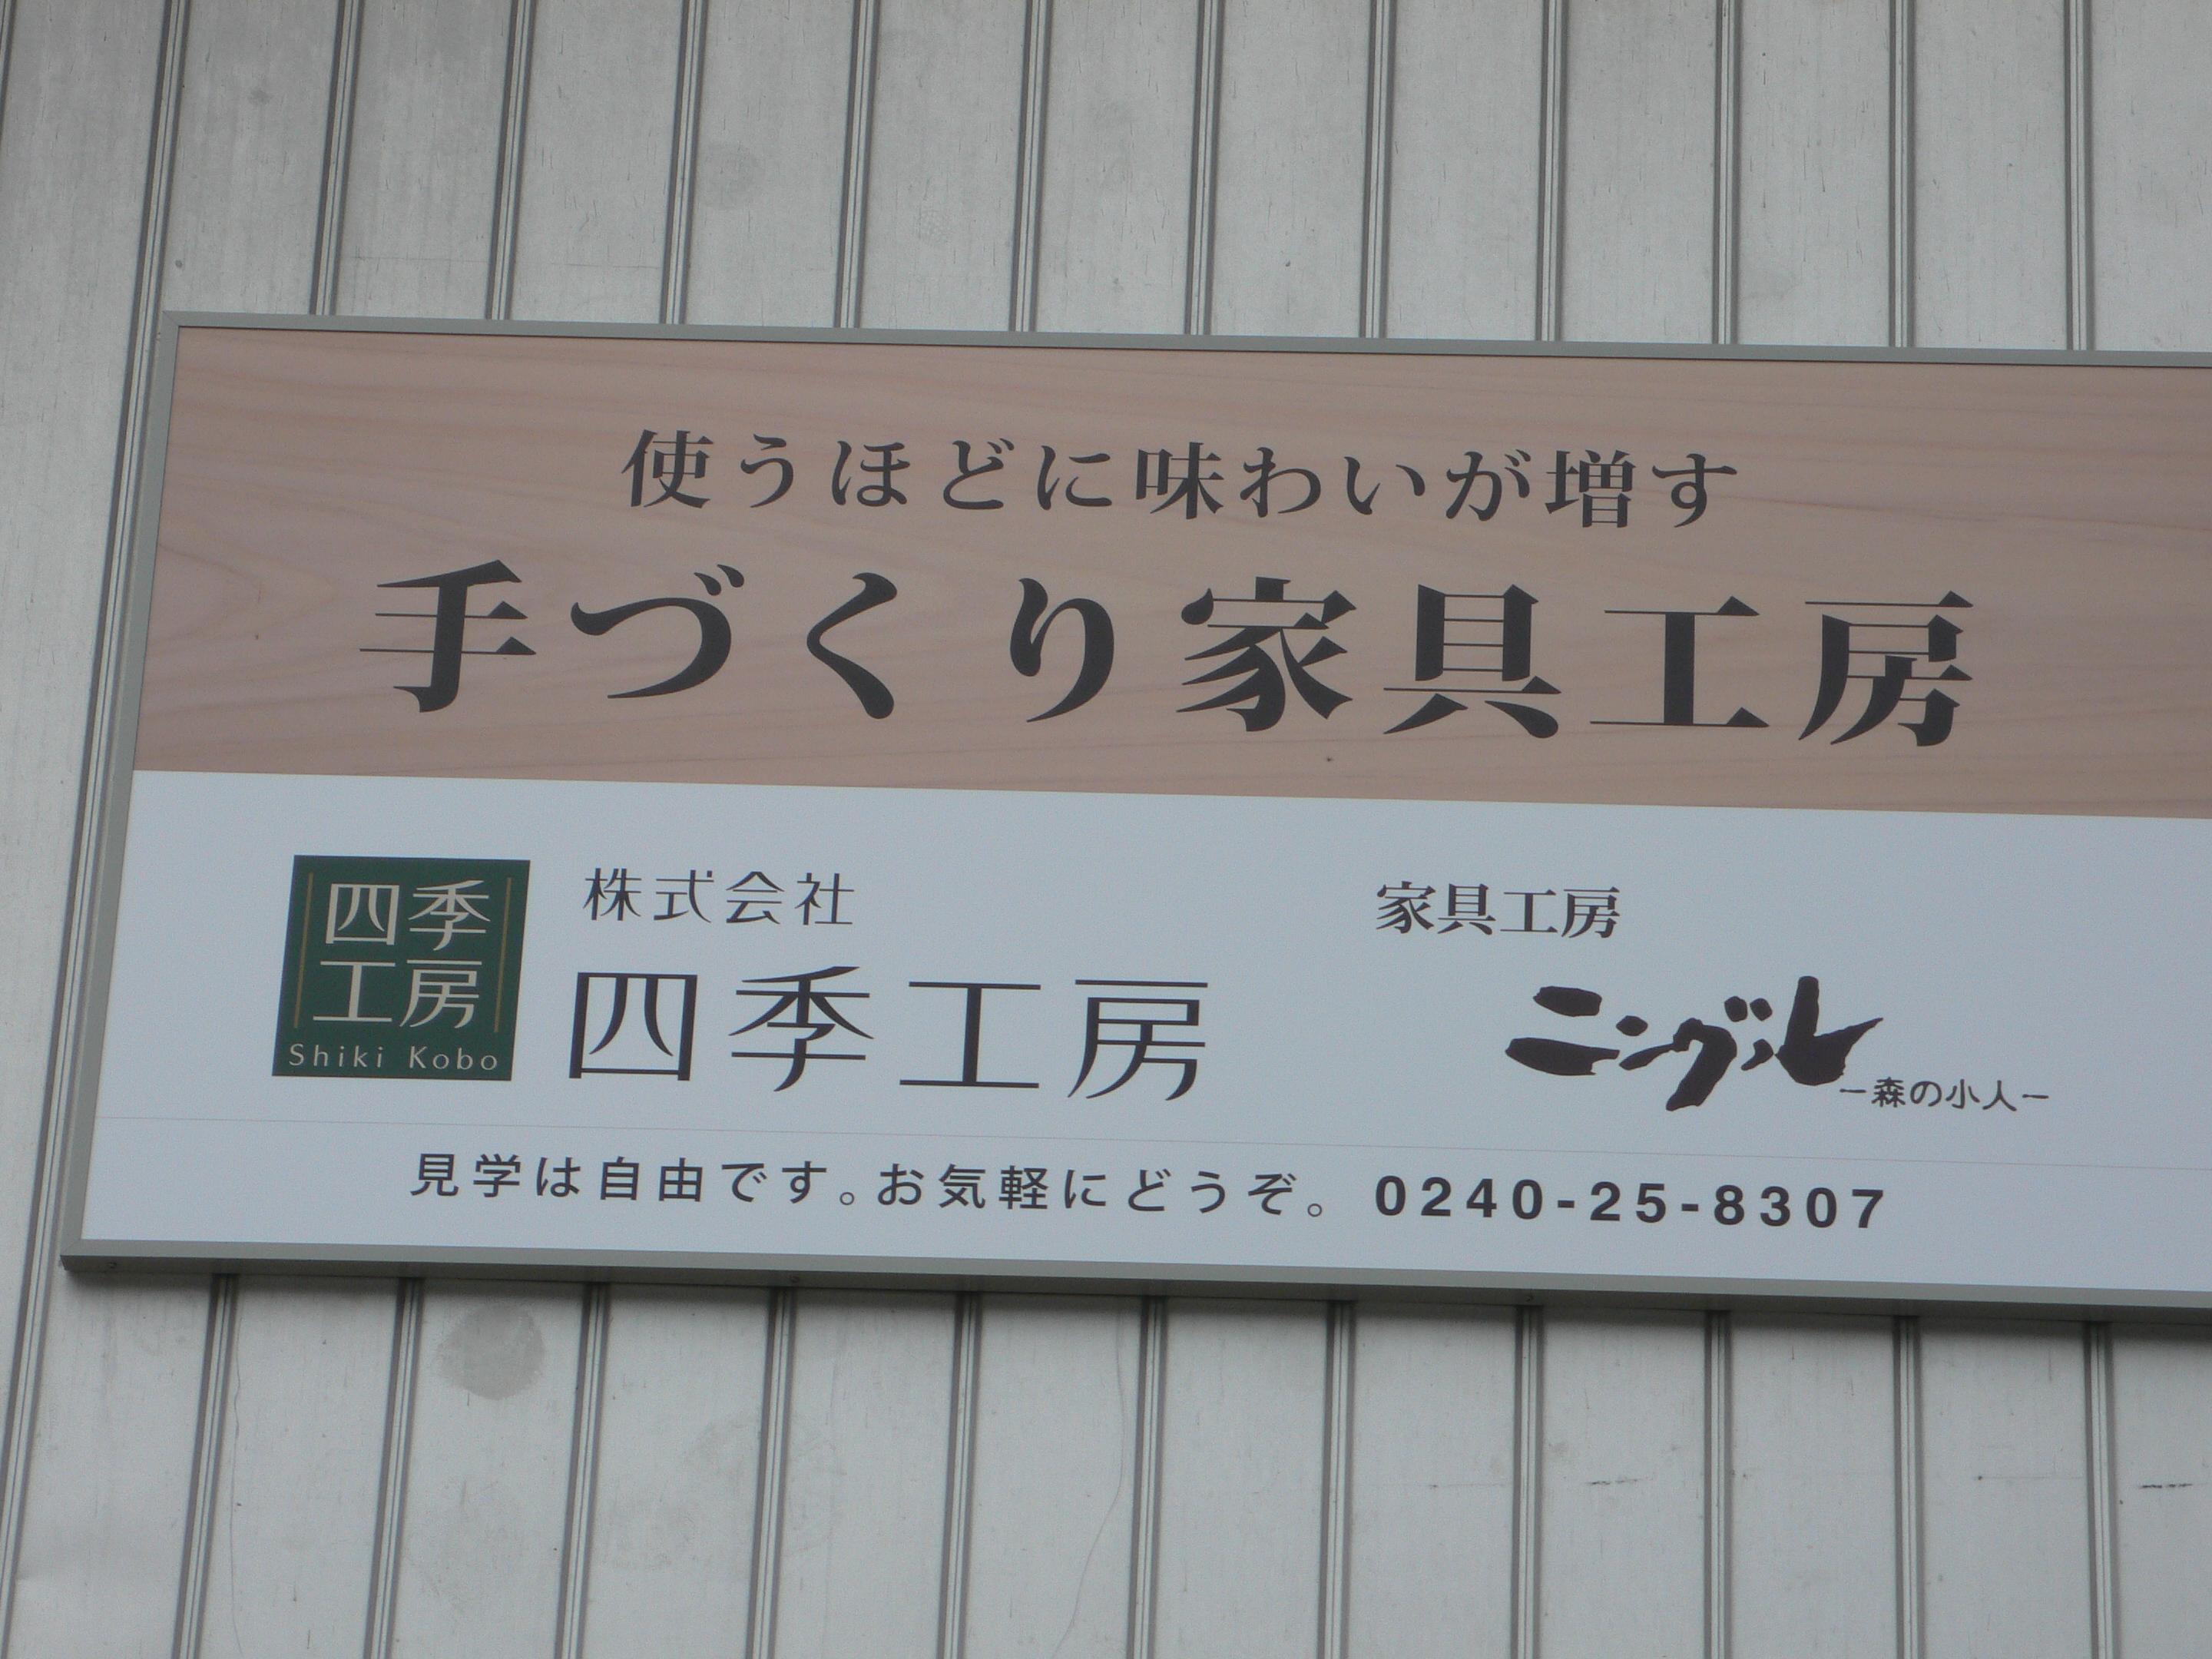 使うほどに味わいが増す
手づくり家具工房
四季
工房
Shiki Kobo
株式会社
四季工房
家具工房
ニングル
ー森の小人ー
見学は自由です。お気軽にどうぞ。 0240-25-8307